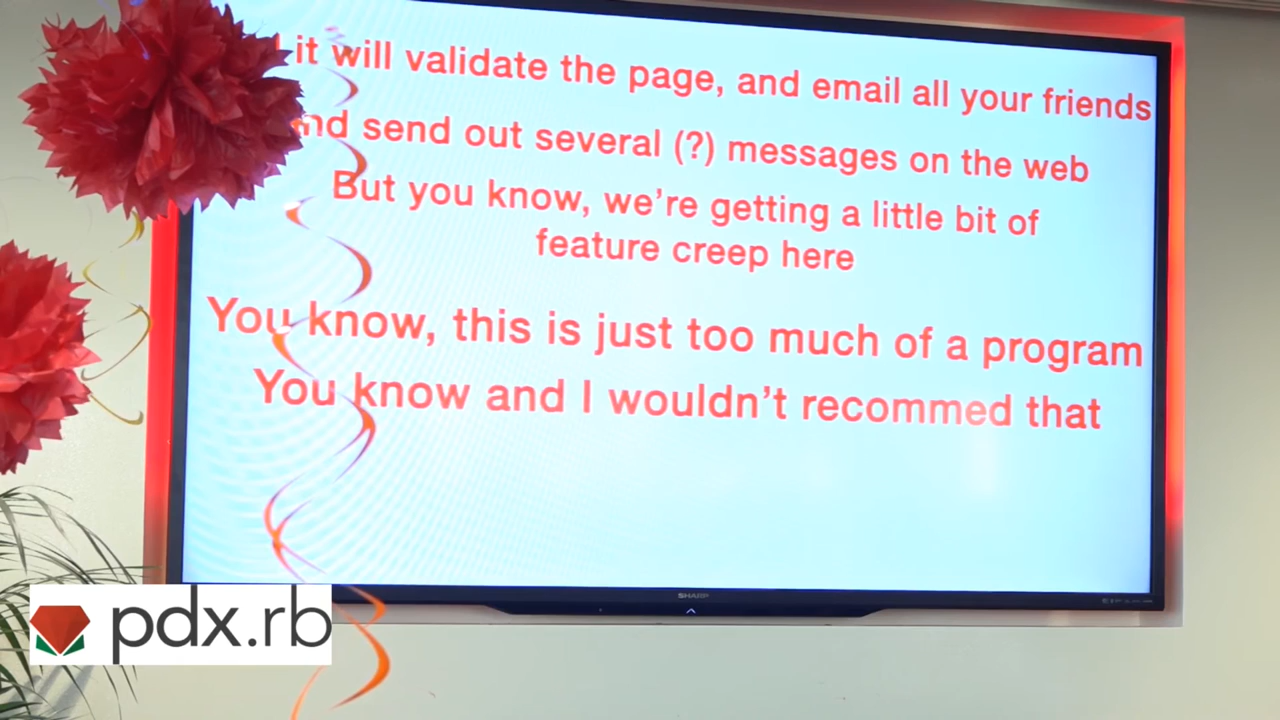 it will validate the page, and email all your friends
nd send out several (?) messages on the web
But you know, we're getting a little bit of
feature creep here
You know, this is just too much of a program
You know and I wouldn't recommed that
SHARP
pdx.rb